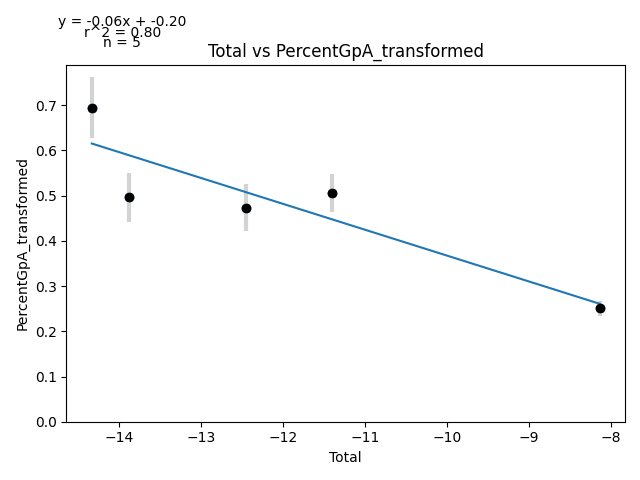 y = -0.06x + -0.20
r^2 = 0.80
n = 5
Total vs PercentGpA_transformed
PercentGpA_transformed
0.7
0.6
0.5
0.4
0.3
0.2
0.1
0.0
−14 −13 −12 −11 −10 −9 −8
Total